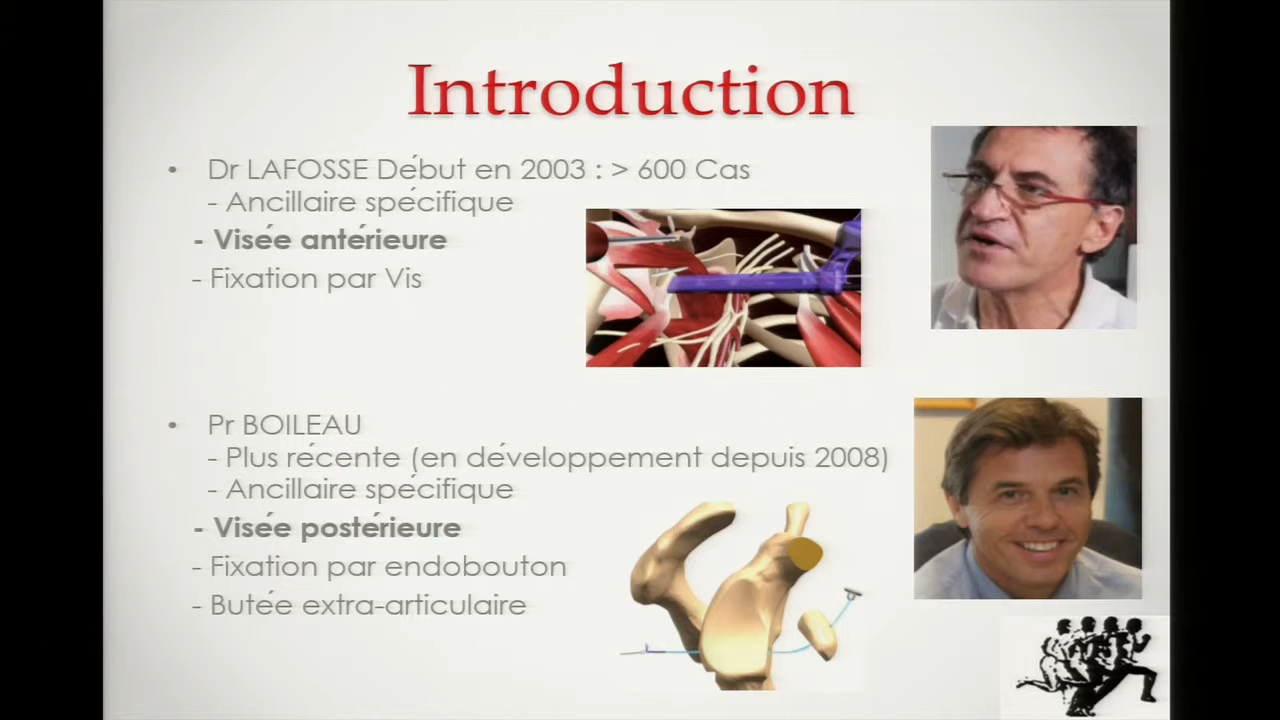 Introduction
• Dr LAFOSSE Début en 2003 : > 600 Cas
- Ancillaire spécifique
- Visée antérieure
- Fixation par Vis
• Pr BOILEAU
- Plus récente (en développement depuis 2008)
- Ancillaire spécifique
- Visée postérieure
- Fixation par endobouton
- Butée extra-articulaire